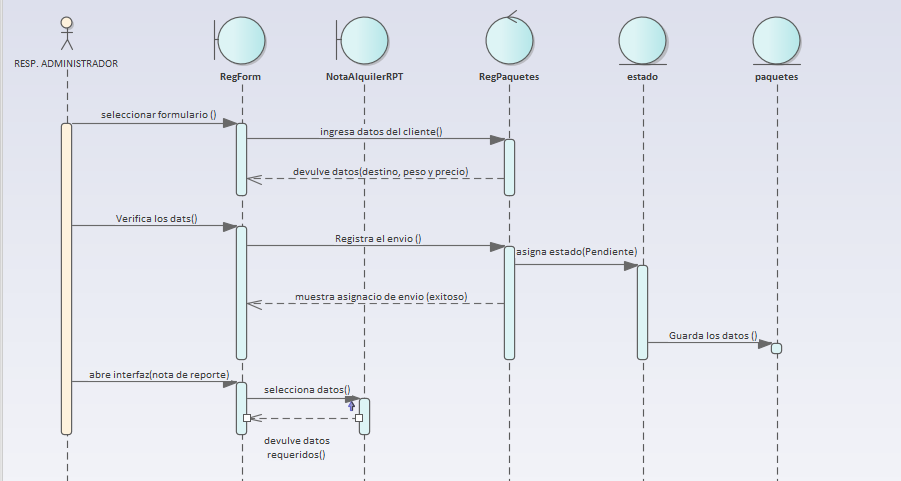 RESP. ADMINISTRADOR
RegForm
NotaAlquilerRPT
RegPaquetes
estado
paquetes
seleccionar formulario ()
ingresa datos del cliente()
devulve datos(destino, peso y precio)
Verifica los dats()
Registra el envio ()
asigna estado(Pendiente)
muestra asignacio de envio (exitoso)
Guarda los datos ()
abre interfaz(nota de reporte)
selecciona datos()
devulve datos
requeridos()